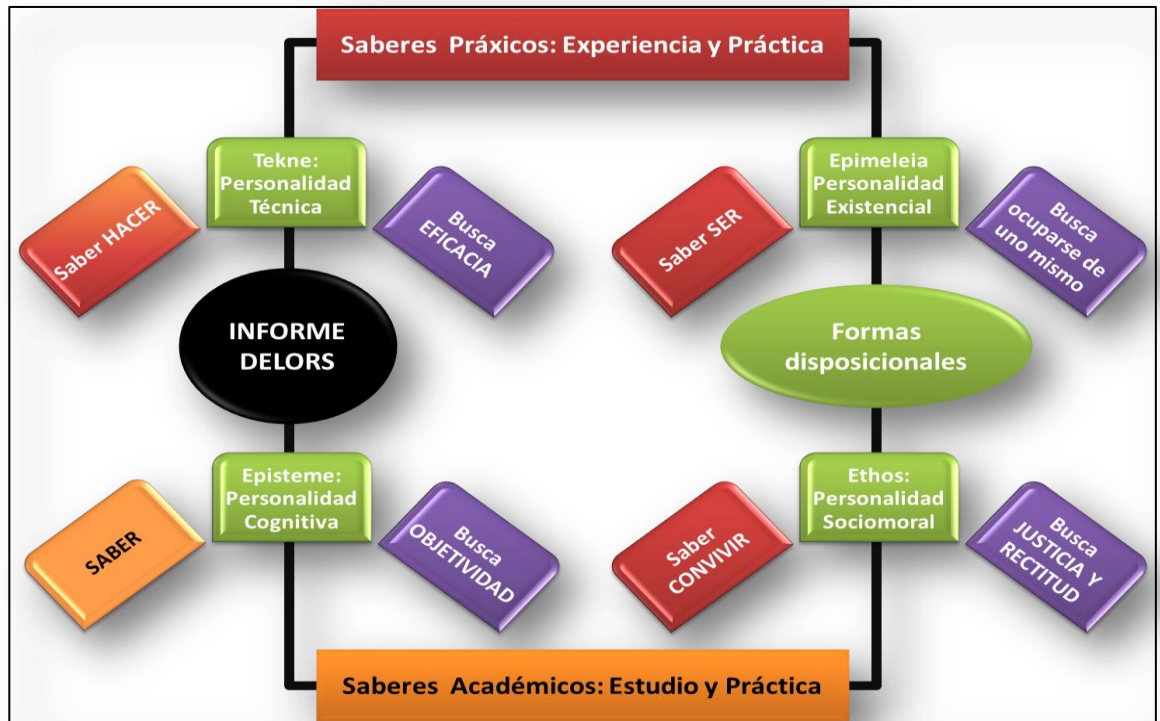 Saberes Práxicos: Experiencia y Práctica
Tekne:
Personalidad
Técnica
Saber HACER
Busca
EFICACIA
Epimeleia
Personalidad
Existencial
Saber SER
Busca
ocuparse de
uno mismo
INFORME
DELORS
Formas
disposicionales
Episteme:
Personalidad
Cognitiva
SABER
Busca
OBJETIVIDAD
Ethos:
Personalidad
Sociomoral
Saber
CONVIVIR
Busca
JUSTICIA Y
RECTITUD
Saberes Académicos: Estudio y Práctica